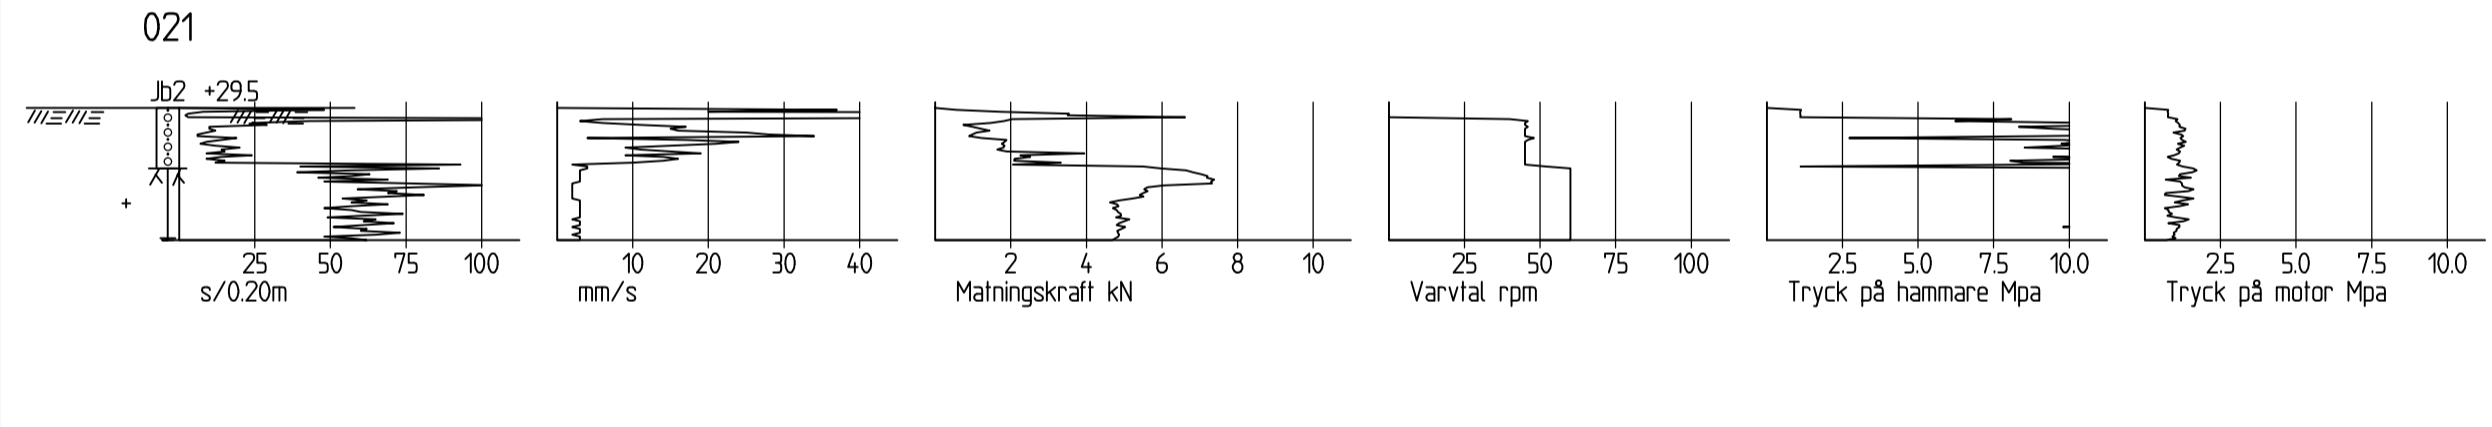 021
Jb2 +29.5
25 50 75 100
s/0.20m
10 20 30 40
mm/s
2 4 6 8 10
Matningskraft kN
25 50 75 100
Varvtal rpm
2.5 5.0 7.5 10.0
Tryck på hammare Mpa
2.5 5.0 7.5 10.0
Tryck på motor Mpa